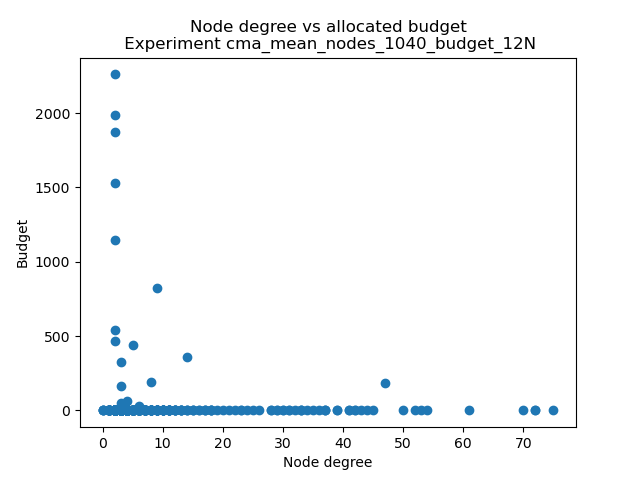 Node degree vs allocated budget
Experiment cma_mean_nodes_1040_budget_12N
2000
1500
1000
500
0
Budget
0 10 20 30 40 50 60 70
Node degree